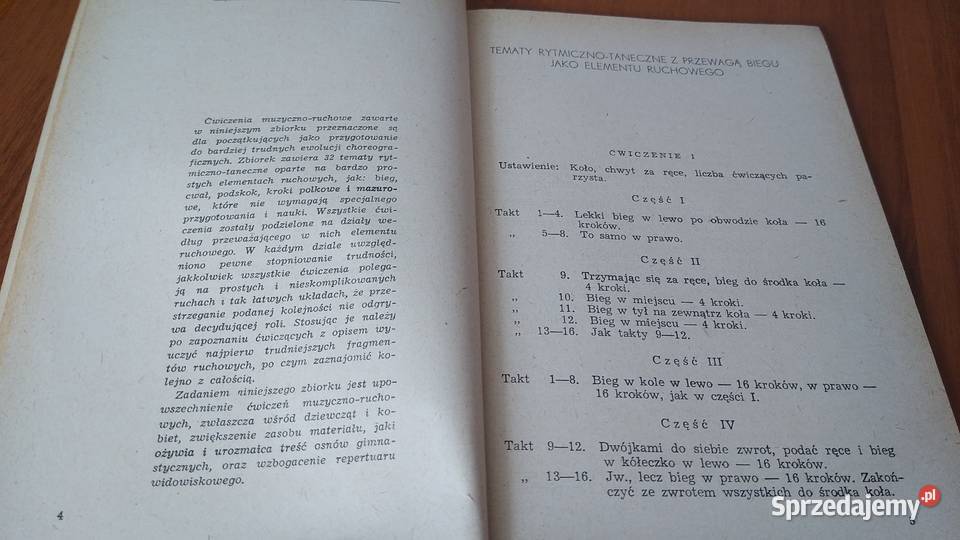 Ćwiczenia muzyczno-ruchowe zawarte
w niniejszym zbiorku przeznaczone są
dla początkujących jako przygotowanie
do bardziej trudnych ewolucji choreogra-
ficznych. Zbiorek zawiera 32 tematy ryt-
miczno-taneczne oparte na bardzo pro-
stych elementach ruchowych, jak: bieg,
cwał, podskok, kroki polkowe i mazuro-
we, które nie wymagają specjalnego
przygotowania i nauki. Wszystkie ćwi-
czenia zostały podzielone na działy we-
dług przeważającego w nich elementu
ruchowego. W każdym dziale uwzględ-
niono pewne stopniowanie trudności,
jakkolwiek wszystkie ćwiczenia polega-
ją na prostych i nieskomplikowanych
ruchach i tak łatwych układach, że prze-
strzeganie podanej kolejności nie odgry-
wa decydującej roli. Stosując je należy
po zapoznaniu ćwiczących z opisem wy-
uczyć najpierw trudniejszych fragmen-
tów ruchowych, po czym zaznajomić ko-
lejno z całością.
Zadaniem niniejszego zbiorku jest upo-
wszechnienie ćwiczeń muzyczno-rucho-
wych, zwłaszcza wśród dziewcząt i ko-
biet, zwiększenie zasobu materiału, jaki
ożywia i urozmaica treść osnów gimna-
stycznych, oraz wzbogacenie repertuaru
widowiskowego.
4
TEMATY RYTMICZNO-TANECZNE Z PRZEWAGĄ BIEGU
JAKO ELEMENTU RUCHOWEGO
ĆWICZENIE 1
Ustawienie: Koło, chwyt za ręce, liczba ćwiczących pa-
rzysta.
Część I
Takt 1—4. Lekki bieg w lewo po obwodzie koła — 16
kroków.
„ 5—8. To samo w prawo.
Część II
Takt 9. Trzymając się za ręce, bieg do środka koła —
4 kroki.
„ 10. Bieg w miejscu — 4 kroki.
„ 11. Bieg w tył na zewnątrz koła — 4 kroki.
„ 12. Bieg w miejscu — 4 kroki.
„ 13—16. Jak takty 9—12.
Część III
Takt 1—8. Bieg w kole w lewo — 16 kroków, w prawo —
16 kroków, jak w części I.
Część IV
Takt 9—12. Dwójkami do siebie zwrot, podać ręce i bieg
w kółeczko w lewo — 16 kroków.
„ 13—16. Jw., lecz bieg w prawo — 16 kroków. Zakoń-
czyć ze zwrotem wszystkich do środka koła.
5
Sprzedajemy.pl